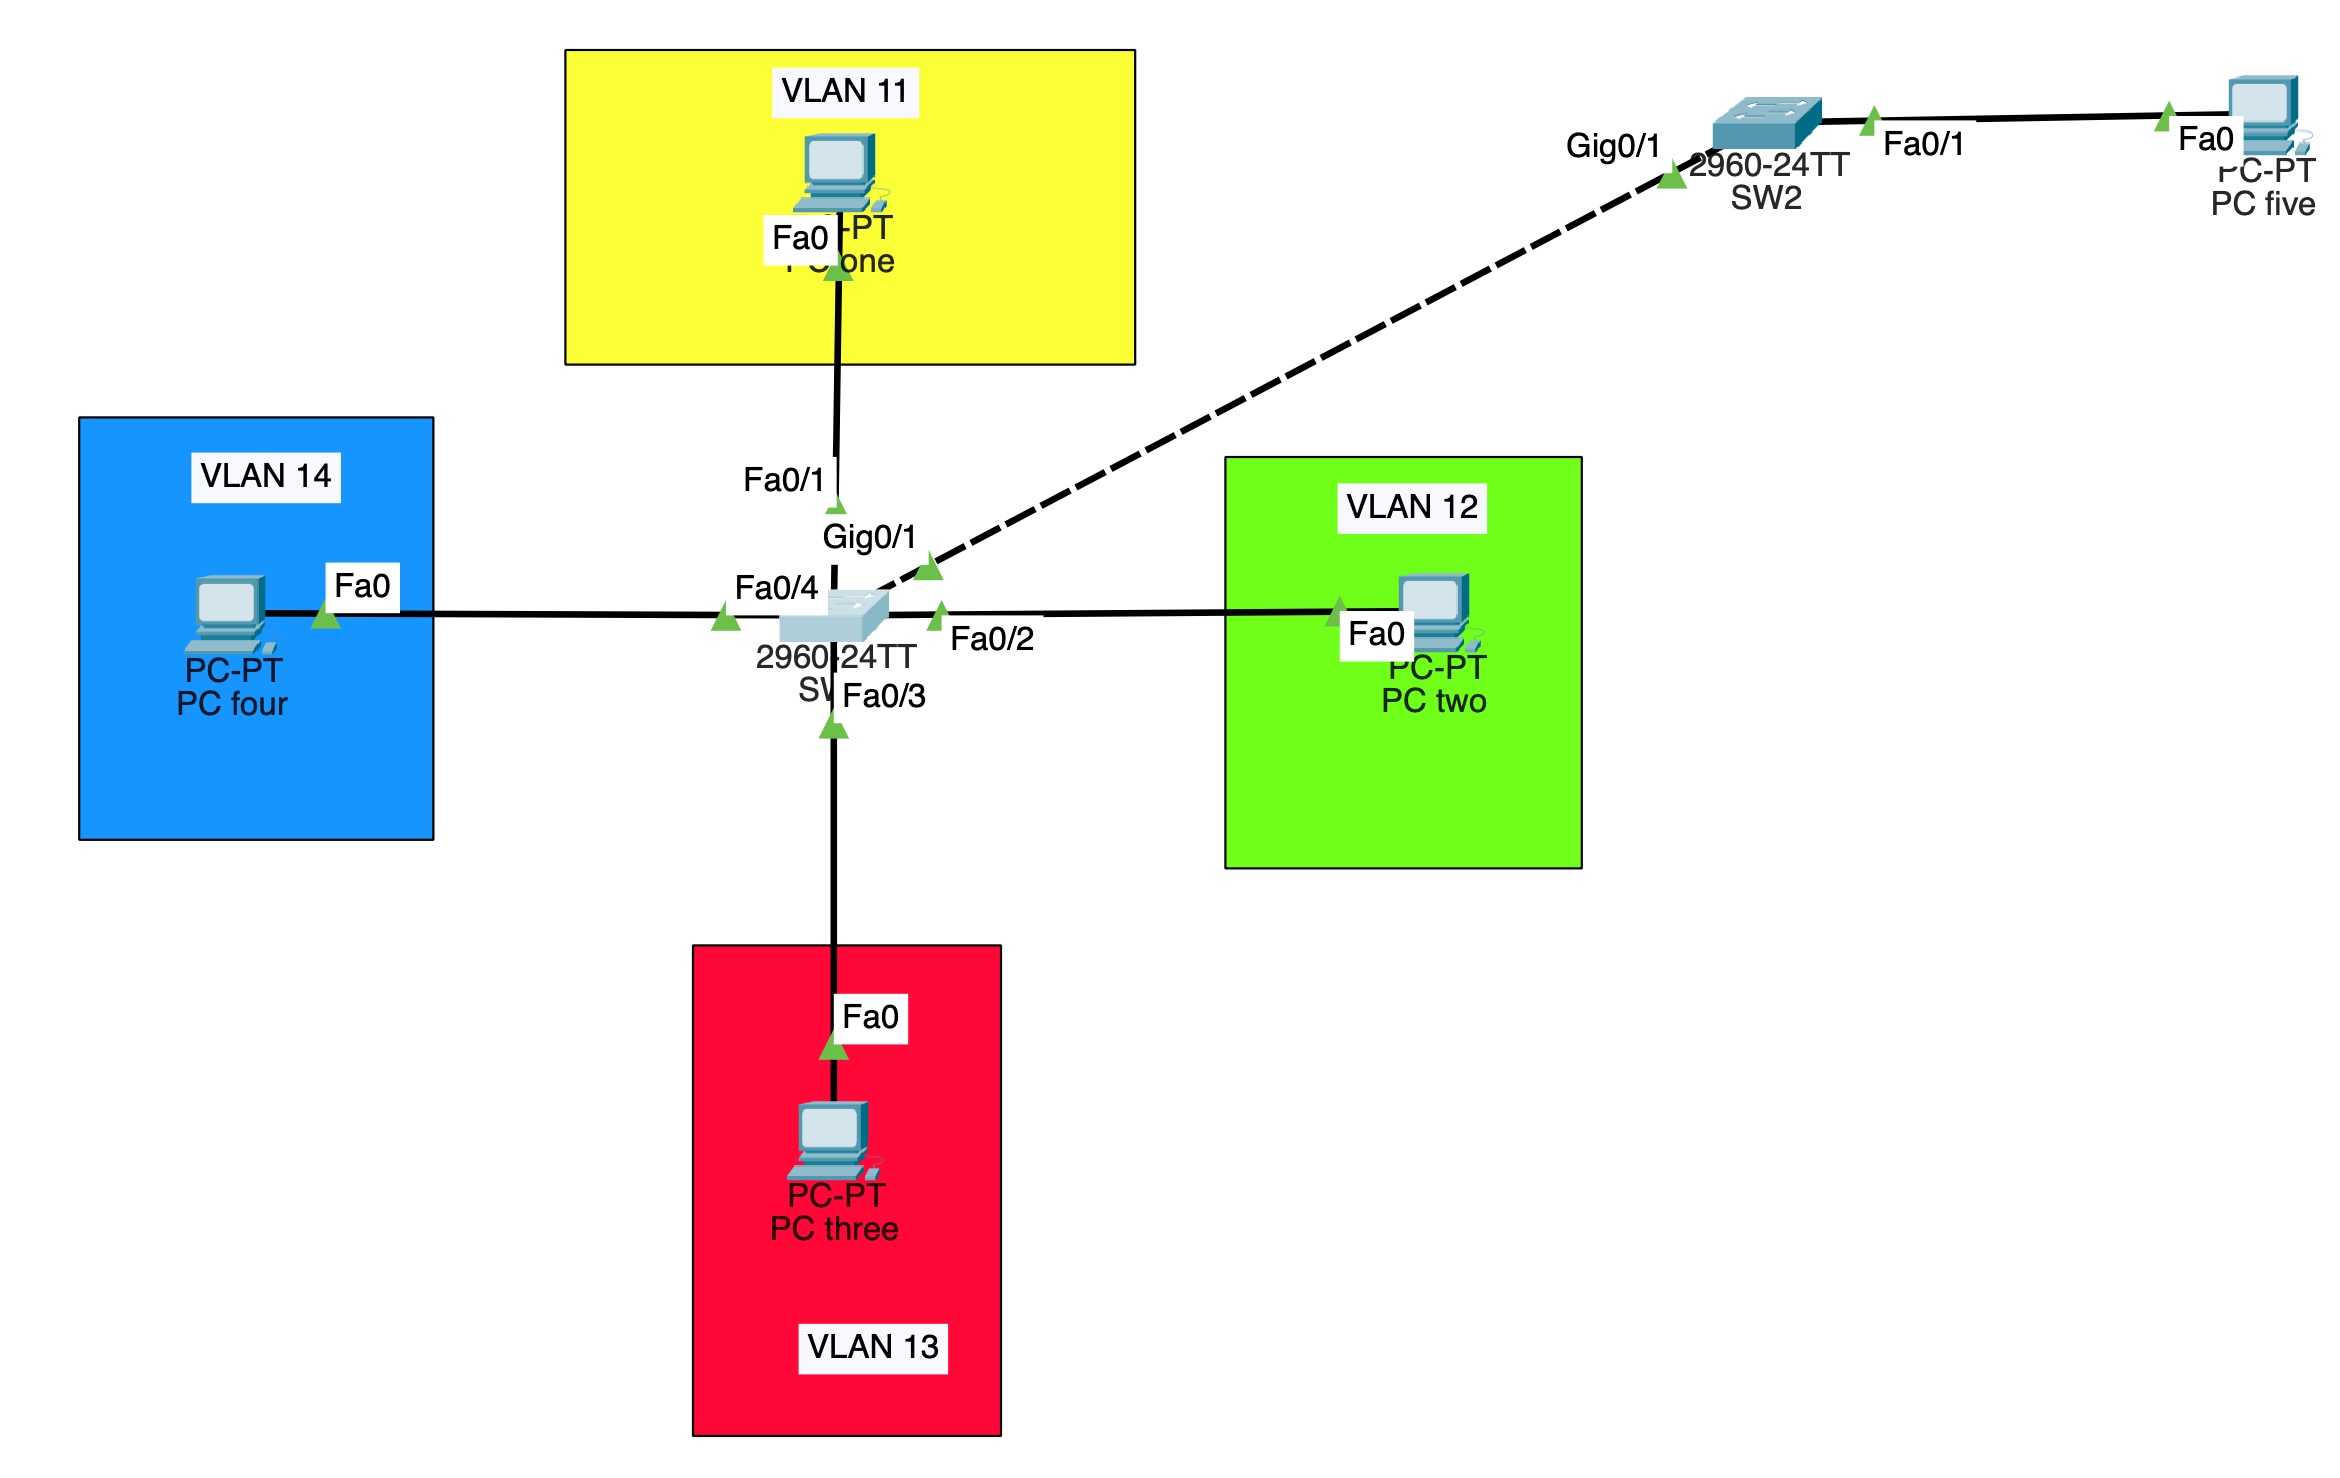 VLAN 11
-PT
Fa0
one
Gig0/1
2960-24TT
SW2
Fa0/1
Fa0
PC-PT
PC five
VLAN 14
Fa0
PC-PT
PC four
Fa0/1
Gig0/1
Fa0/4
2960-24TT
Fa0/2
Fa0/3
VLAN 12
Fa0
PC-PT
PC two
Fa0
PC-PT
PC three
VLAN 13